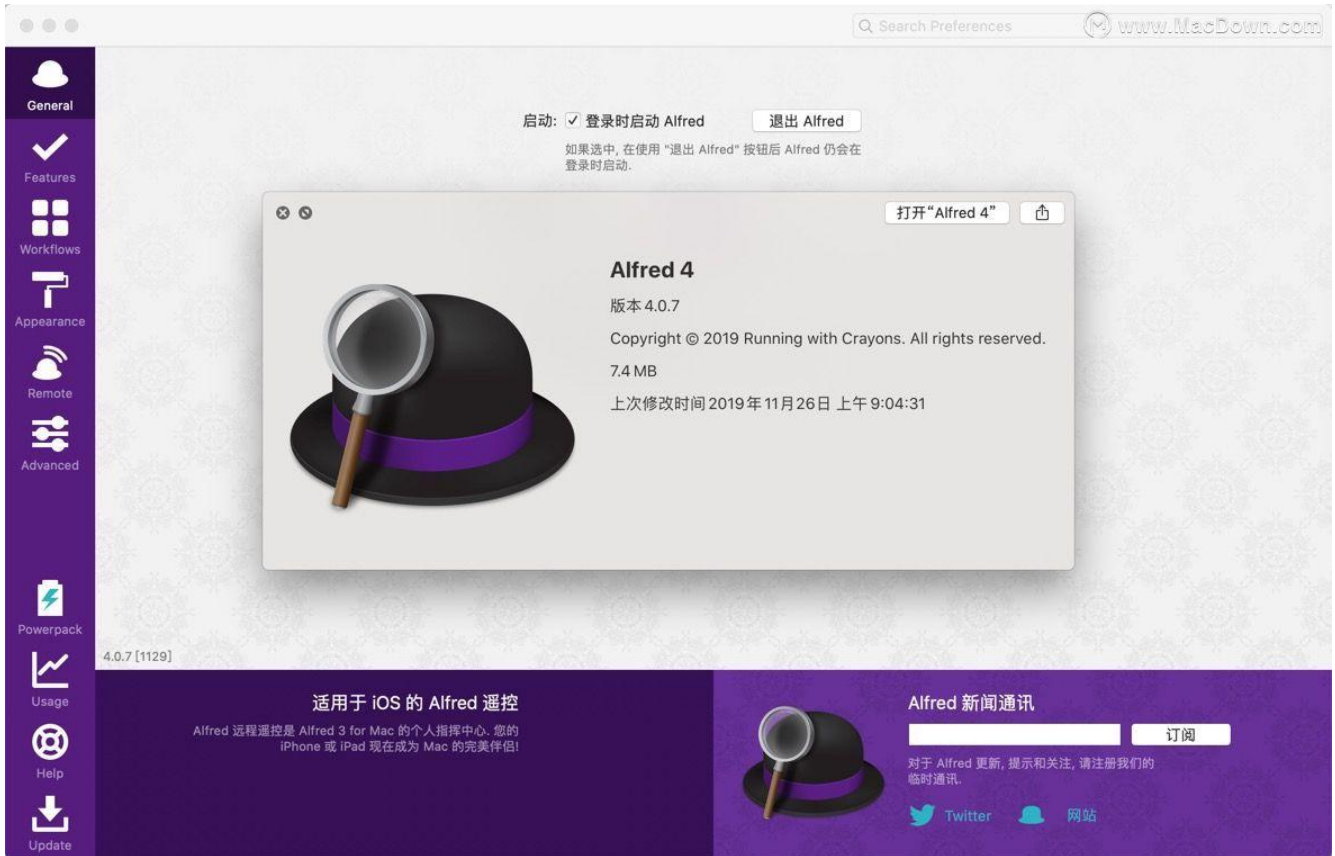 Search Preferences
www.MacDown.com
General
Features
Workflows
Appearance
Remote
Advanced
Powerpack
Usage
Help
Update
启动: 登录时启动 Alfred
退出 Alfred
如果选中, 在使用 "退出 Alfred" 按钮后 Alfred 仍会在
登录时启动.
打开“Alfred 4”
Alfred 4
版本 4.0.7
Copyright © 2019 Running with Crayons. All rights reserved.
7.4 MB
上次修改时间 2019年11月26日 上午9:04:31
4.0.7 [1129]
适用于 iOS 的 Alfred 遥控
Alfred 远程遥控是 Alfred 3 for Mac 的个人指挥中心. 您的
iPhone 或 iPad 现在成为 Mac 的完美伴侣!
Alfred 新闻通讯
订阅
对于 Alfred 更新, 提示和关注, 请注册我们的
临时通讯.
Twitter
网站